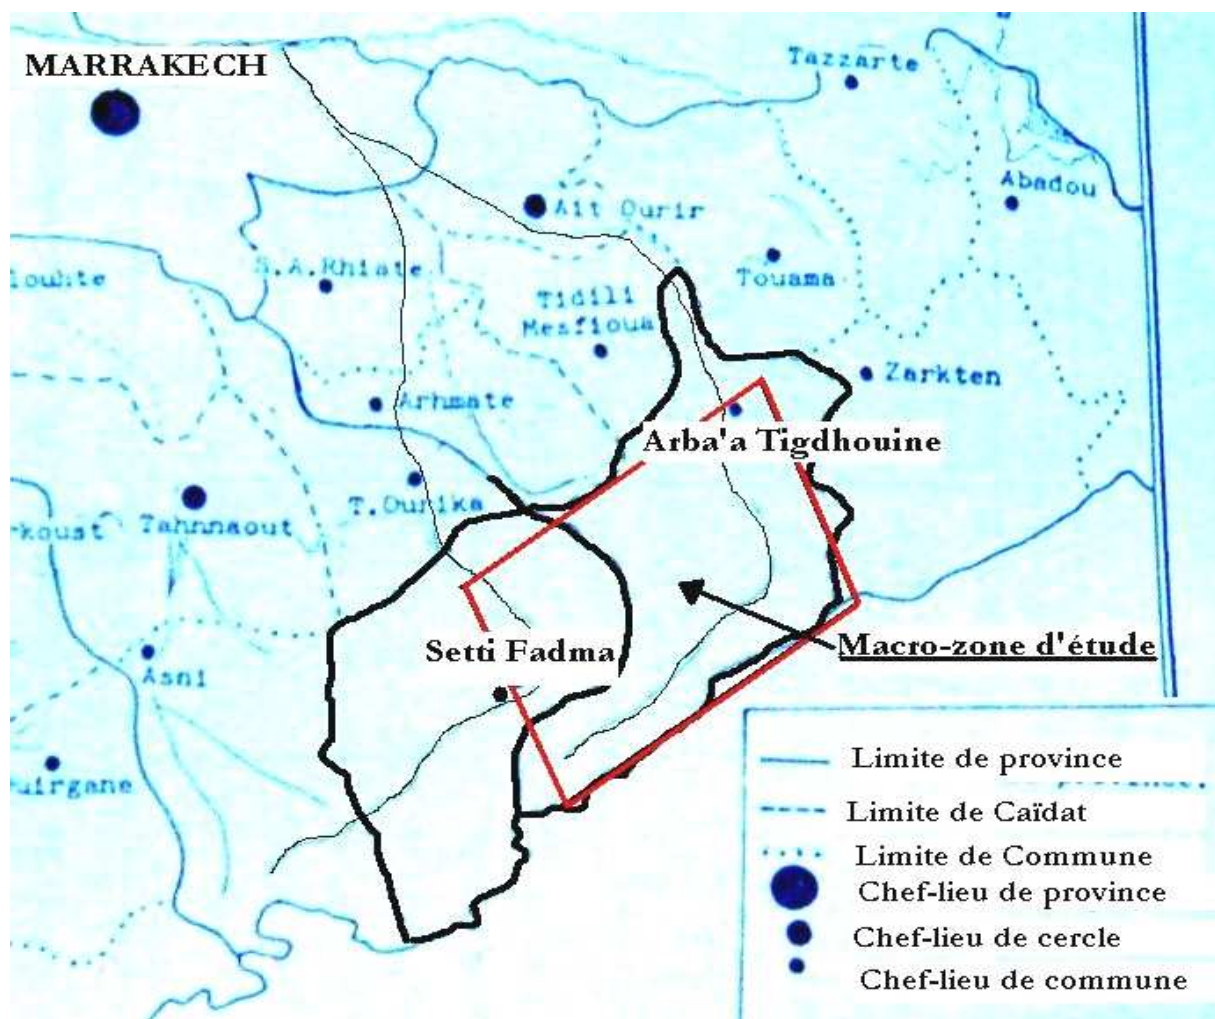 MARRAKECH
Tazzarte
Abadou
Ait Ourir
S.A.Rhiate
Touama
Tidili
Mesfioua
Zarkten
Arhmate
Arba'a Tigdhouine
T.Ourika
Tahnnaout
Setti Fadma
Macro-zone d'étude
Asni
Limite de province
Limite de Caïdat
Limite de Commune
Chef-lieu de province
Chef-lieu de cercle
Chef-lieu de commune